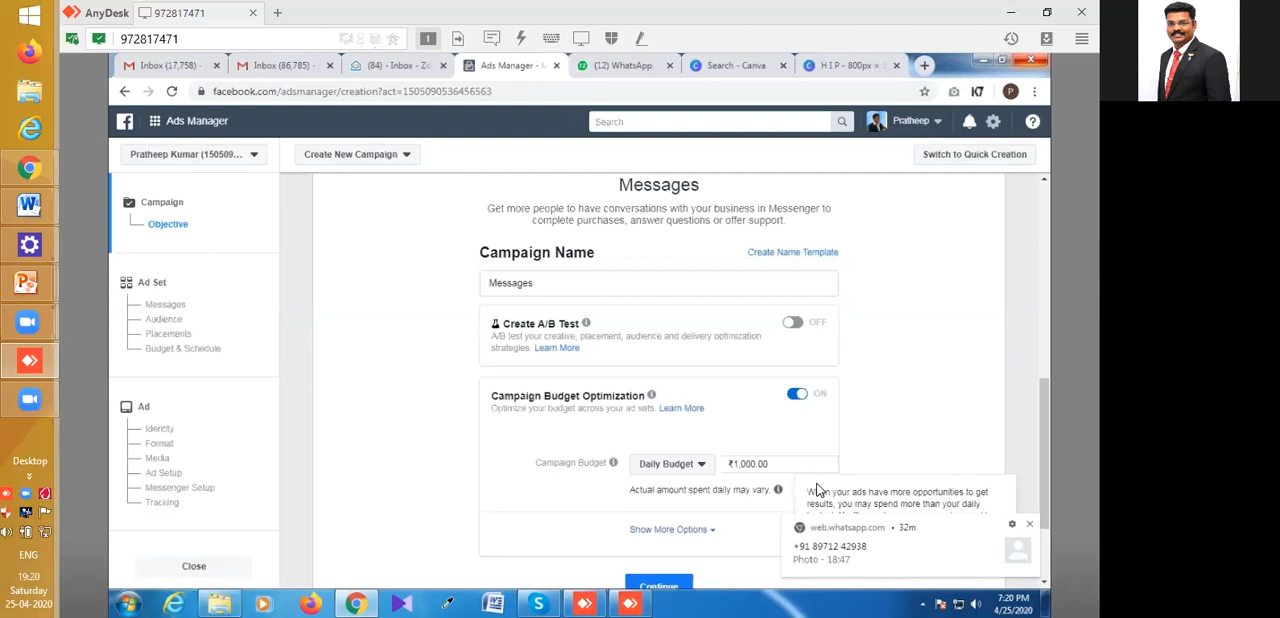 AnyDesk
972817471
972817471
1
Inbox (17,758) -
Inbox (86,785) -
(84) - Inbox - Zo
Ads Manager -
(12) WhatsApp
Search - Canva
H I P - 800px ×
facebook.com/adsmanager/creation?act=1505090536456563
K7
P
Ads Manager
Search
Pratheep
Pratheep Kumar (150509...
Create New Campaign
Switch to Quick Creation
Campaign
Objective
Ad Set
Messages
Audience
Placements
Budget & Schedule
Ad
Identity
Format
Media
Ad Setup
Messenger Setup
Tracking
Close
Messages
Get more people to have conversations with your business in Messenger to
complete purchases, answer questions or offer support.
Campaign Name
Create Name Template
Messages
Create A/B Test
OFF
A/B test your creative, placement, audience and delivery optimization
strategies. Learn More
Campaign Budget Optimization
ON
Optimize your budget across your ad sets. Learn More
Campaign Budget
Daily Budget
₹1,000.00
Actual amount spent daily may vary.
When your ads have more opportunities to get
results, you may spend more than your daily
Show More Options
web.whatsapp.com • 32m
+91 89712 42938
Photo - 18:47
Continue
Desktop
ENG
19:20
Saturday
25-04-2020
7:20 PM
4/25/2020